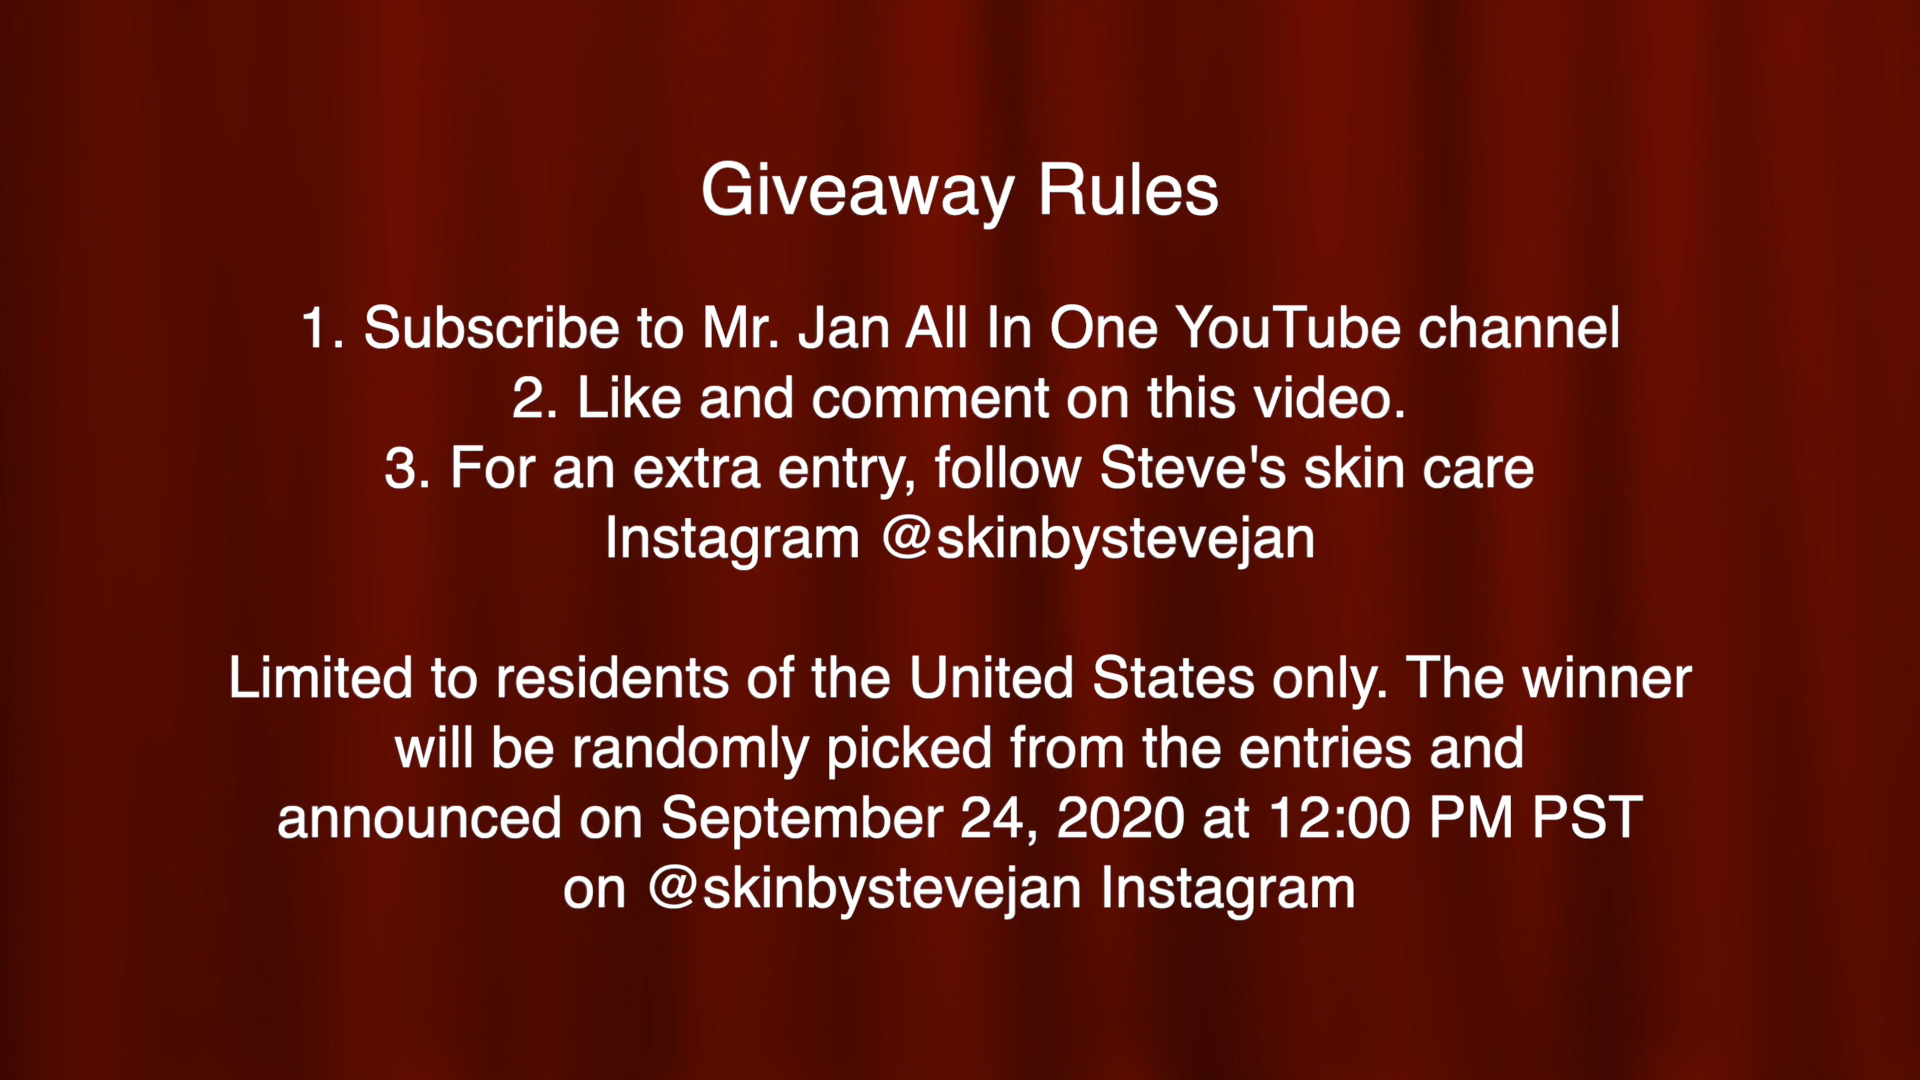 Giveaway Rules
1. Subscribe to Mr. Jan All In One YouTube channel
2. Like and comment on this video.
3. For an extra entry, follow Steve's skin care
Instagram @skinbystevejan
Limited to residents of the United States only. The winner
will be randomly picked from the entries and
announced on September 24, 2020 at 12:00 PM PST
on @skinbystevejan Instagram